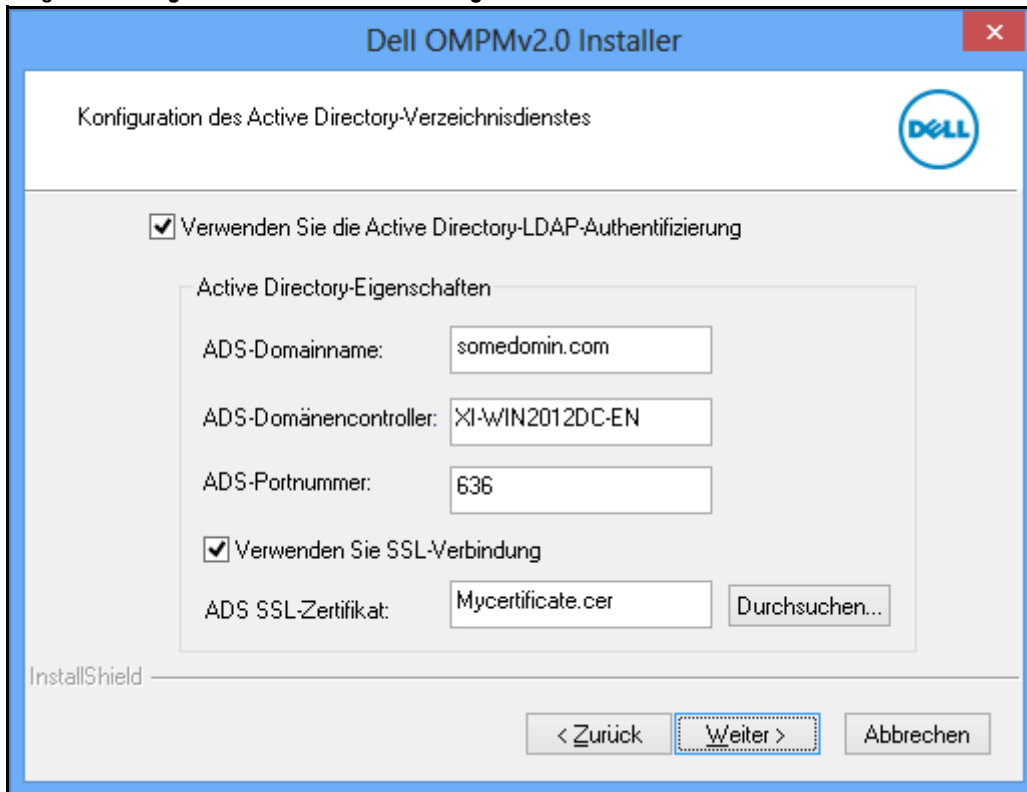 Dell OMPMv2.0 Installer
Konfiguration des Active Directory-Verzeichnisdienstes
DELL
Verwenden Sie die Active Directory-LDAP-Authentifizierung
Active Directory-Eigenschaften
ADS-Domainname: somedomin.com
ADS-Domänencontroller: XI-WIN2012DC-EN
ADS-Portnummer: 636
Verwenden Sie SSL-Verbindung
ADS SSL-Zertifikat: Mycertificate.cer Durchsuchen...
InstallShield
< Zurück Weiter > Abbrechen